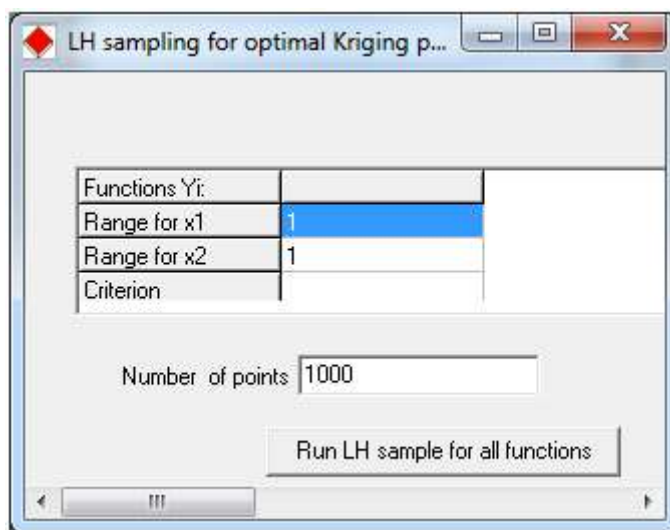 LH sampling for optimal Kriging p...
Functions Yi:
Range for x1 1
Range for x2 1
Criterion
Number of points 1000
Run LH sample for all functions